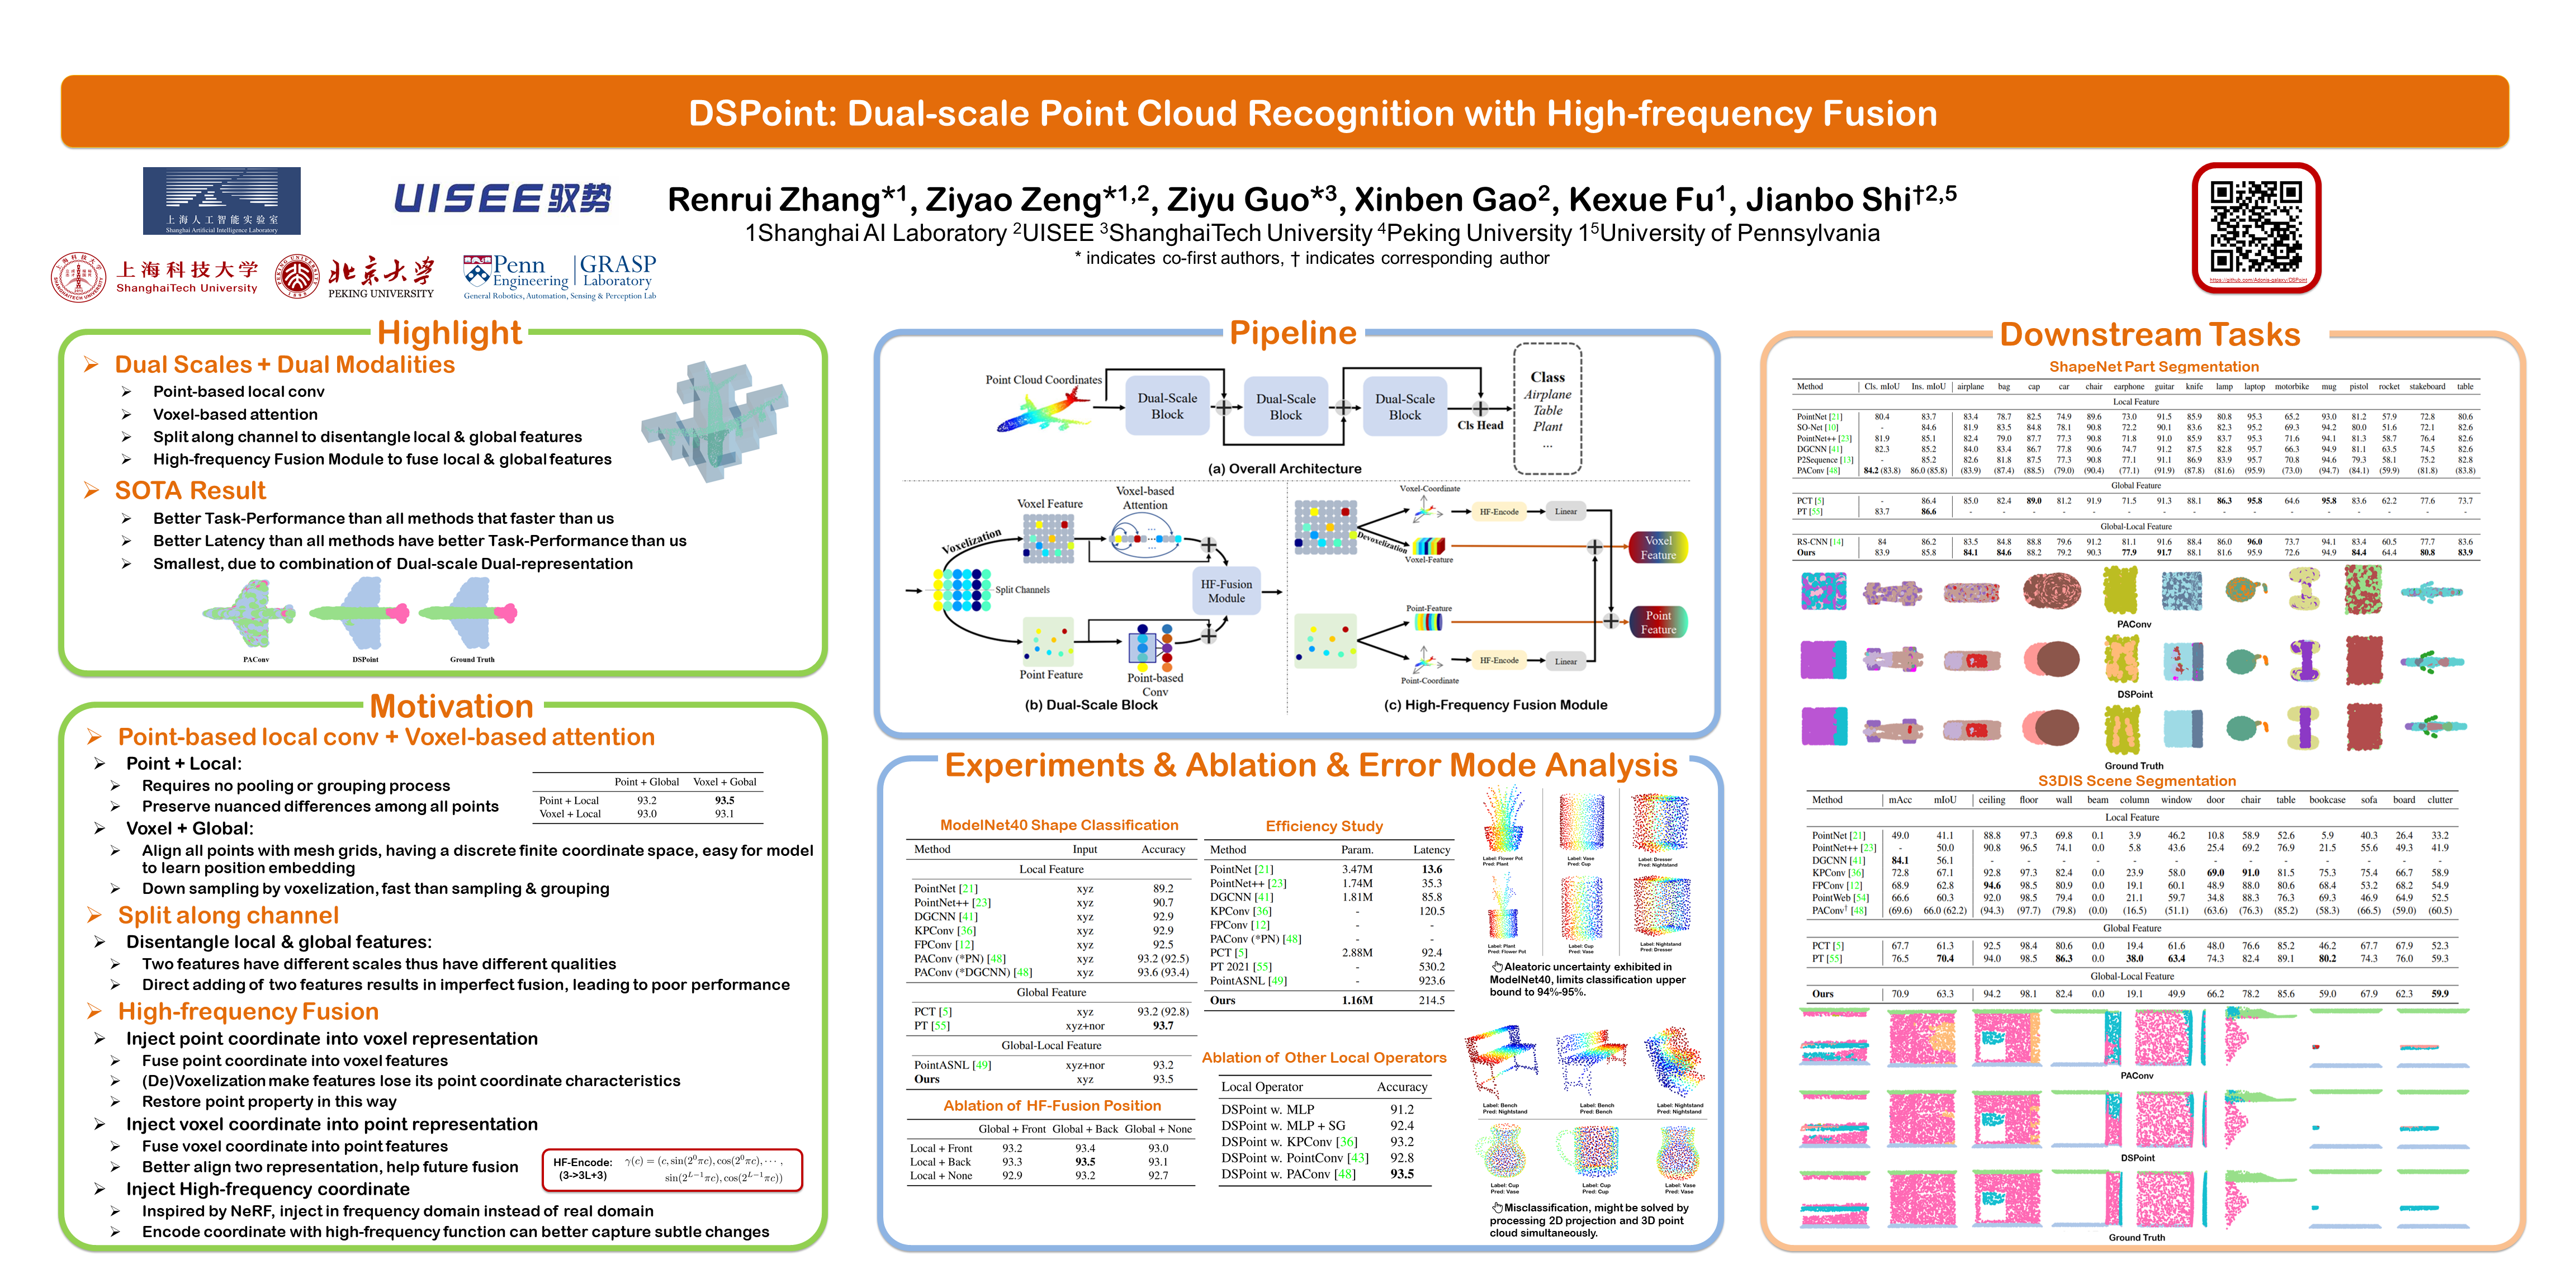 DSPoint: Dual-scale Point Cloud Recognition with High-frequency Fusion
上海人工智能实验室
Shanghai Artificial Intelligence Laboratory
UISEE 驭势
上海科技大学
ShanghaiTech University
北京大学
PEKING UNIVERSITY
Penn Engineering | GRASP Laboratory
General Robotics, Automation, Sensing & Perception Lab
Renrui Zhang*1, Ziyao Zeng*1,2, Ziyu Guo*3, Xinben Gao2, Kexue Fu1, Jianbo Shi†2,5
1Shanghai AI Laboratory 2UISEE 3ShanghaiTech University 4Peking University 15University of Pennsylvania
* indicates co-first authors, † indicates corresponding author
https://github.com/Adonis-galaxy/DSPoint
Highlight
Dual Scales + Dual Modalities
Point-based local conv
Voxel-based attention
Split along channel to disentangle local & global features
High-frequency Fusion Module to fuse local & global features
SOTA Result
Better Task-Performance than all methods that faster than us
Better Latency than all methods have better Task-Performance than us
Smallest, due to combination of Dual-scale Dual-representation
PAConv DSPoint Ground Truth
Motivation
Point-based local conv + Voxel-based attention
Point + Local:
Requires no pooling or grouping process
Preserve nuanced differences among all points
Point + Global Voxel + Gobal
Point + Local 93.2 93.5
Voxel + Local 93.0 93.1
Voxel + Global:
Align all points with mesh grids, having a discrete finite coordinate space, easy for model
to learn position embedding
Down sampling by voxelization, fast than sampling & grouping
Split along channel
Disentangle local & global features:
Two features have different scales thus have different qualities
Direct adding of two features results in imperfect fusion, leading to poor performance
High-frequency Fusion
Inject point coordinate into voxel representation
Fuse point coordinate into voxel features
(De)Voxelization make features lose its point coordinate characteristics
Restore point property in this way
Inject voxel coordinate into point representation
Fuse voxel coordinate into point features
Better align two representation, help future fusion
Inject High-frequency coordinate
Inspired by NeRF, inject in frequency domain instead of real domain
Encode coordinate with high-frequency function can better capture subtle changes
HF-Encode: γ(c) = (c, sin(2^0πc), cos(2^0πc), ⋯ ,
(3->3L+3) sin(2^{L−1}πc), cos(2^{L−1}πc))
Pipeline
Point Cloud Coordinates
Dual-Scale Block
Dual-Scale Block
Dual-Scale Block
Cls Head
Class
Airplane
Table
Plant
...
(a) Overall Architecture
Voxelization
Voxel Feature
Voxel-based Attention
Split Channels
HF-Fusion Module
Point Feature
Point-based Conv
(b) Dual-Scale Block
Voxel-Coordinate
HF-Encode
Linear
Devoxelization
Voxel-Feature
Voxel Feature
Point-Feature
Point Feature
HF-Encode
Linear
Point-Coordinate
(c) High-Frequency Fusion Module
Experiments & Ablation & Error Mode Analysis
ModelNet40 Shape Classification
Method Input Accuracy
Local Feature
PointNet [21] xyz 89.2
PointNet++ [23] xyz 90.7
DGCNN [41] xyz 92.9
KPConv [36] xyz 92.9
FPConv [12] xyz 92.5
PAConv (*PN) [48] xyz 93.2 (92.5)
PAConv (*DGCNN) [48] xyz 93.6 (93.4)
Global Feature
PCT [5] xyz 93.2 (92.8)
PT [55] xyz+nor 93.7
Global-Local Feature
PointASNL [49] xyz+nor 93.2
Ours xyz 93.5
Ablation of HF-Fusion Position
Global + Front Global + Back Global + None
Local + Front 93.2 93.4 93.0
Local + Back 93.3 93.5 93.1
Local + None 92.9 93.2 92.7
Efficiency Study
Method Param. Latency
PointNet [21] 3.47M 13.6
PointNet++ [23] 1.74M 35.3
DGCNN [41] 1.81M 85.8
KPConv [36] - 120.5
FPConv [12] - -
PAConv (*PN) [48] - -
PCT [5] 2.88M 92.4
PT 2021 [55] - 530.2
PointASNL [49] - 923.6
Ours 1.16M 214.5
Ablation of Other Local Operators
Local Operator Accuracy
DSPoint w. MLP 91.2
DSPoint w. MLP + SG 92.4
DSPoint w. KPConv [36] 93.2
DSPoint w. PointConv [43] 92.8
DSPoint w. PAConv [48] 93.5
Label: Flower Pot Label: Vase Label: Dresser
Pred: Plant Pred: Cup Pred: Nightstand
Label: Plant Label: Cup Label: Nightstand
Pred: Flower Pot Pred: Vase Pred: Dresser
Aleatoric uncertainty exhibited in
ModelNet40, limits classification upper
bound to 94%-95%.
Label: Bench Label: Bench Label: Nightstand
Pred: Nightstand Pred: Bench Pred: Nightstand
Label: Cup Label: Cup Label: Vase
Pred: Vase Pred: Cup Pred: Vase
Misclassification, might be solved by
processing 2D projection and 3D point
cloud simultaneously.
Downstream Tasks
ShapeNet Part Segmentation
Method Cls. mIoU Ins. mIoU airplane bag cap car chair earphone guitar knife lamp laptop motorbike mug pistol rocket stakeboard table
Local Feature
PointNet [21] 80.4 83.7 83.4 78.7 82.5 74.9 89.6 73.0 91.5 85.9 80.8 95.3 65.2 93.0 81.2 57.9 72.8 80.6
SO-Net [10] - 84.6 81.9 83.5 84.8 78.1 90.8 72.2 90.1 83.6 82.3 95.2 69.3 94.2 80.0 51.6 72.1 82.6
PointNet++ [23] 81.9 85.1 82.4 79.0 87.7 77.3 90.8 71.8 91.0 85.9 83.7 95.3 71.6 94.1 81.3 58.7 76.4 82.6
DGCNN [41] 82.3 85.2 84.0 83.4 86.7 77.8 90.6 74.7 91.2 87.5 82.8 95.7 66.3 94.9 81.1 63.5 74.5 82.6
P2Sequence [13] - 85.2 82.6 81.8 87.5 77.3 90.8 77.1 91.1 86.9 83.9 95.7 70.8 94.6 79.3 58.1 75.2 82.8
PAConv [48] 84.2 (83.8) 86.0 (85.8) (83.9) (87.4) (88.5) (79.0) (90.4) (77.1) (91.9) (87.8) (81.6) (95.9) (73.0) (94.7) (84.1) (59.9) (81.8) (83.8)
Global Feature
PCT [5] - 86.4 85.0 82.4 89.0 81.2 91.9 71.5 91.3 88.1 86.3 95.8 64.6 95.8 83.6 62.2 77.6 73.7
PT [55] 83.7 86.6 - - - - - - - - - - - - - - - -
Global-Local Feature
RS-CNN [14] 84 86.2 83.5 84.8 88.8 79.6 91.2 81.1 91.6 88.4 86.0 96.0 73.7 94.1 83.4 60.5 77.7 83.6
Ours 83.9 85.8 84.1 84.6 88.2 79.2 90.3 77.9 91.7 88.1 81.6 95.9 72.6 94.9 84.4 64.4 80.8 83.9
PAConv
DSPoint
Ground Truth
S3DIS Scene Segmentation
Method mAcc mIoU ceiling floor wall beam column window door chair table bookcase sofa board clutter
Local Feature
PointNet [21] 49.0 41.1 88.8 97.3 69.8 0.1 3.9 46.2 10.8 58.9 52.6 5.9 40.3 26.4 33.2
PointNet++ [23] - 50.0 90.8 96.5 74.1 0.0 5.8 43.6 25.4 69.2 76.9 21.5 55.6 49.3 41.9
DGCNN [41] 84.1 56.1 - - - - - - - - - - - - -
KPConv [36] 72.8 67.1 92.8 97.3 82.4 0.0 23.9 58.0 69.0 91.0 81.5 75.3 75.4 66.7 58.9
FPConv [12] 68.9 62.8 94.6 98.5 80.9 0.0 19.1 60.1 48.9 88.0 80.6 68.4 53.2 68.2 54.9
PointWeb [54] 66.6 60.3 92.0 98.5 79.4 0.0 21.1 59.7 34.8 88.3 76.3 69.3 46.9 64.9 52.5
PAConv† [48] (69.6) 66.0 (62.2) (94.3) (97.7) (79.8) (0.0) (16.5) (51.1) (63.6) (76.3) (85.2) (58.3) (66.5) (59.0) (60.5)
Global Feature
PCT [5] 67.7 61.3 92.5 98.4 80.6 0.0 19.4 61.6 48.0 76.6 85.2 46.2 67.7 67.9 52.3
PT [55] 76.5 70.4 94.0 98.5 86.3 0.0 38.0 63.4 74.3 82.4 89.1 80.2 74.3 76.0 59.3
Global-Local Feature
Ours 70.9 63.3 94.2 98.1 82.4 0.0 19.1 49.9 66.2 78.2 85.6 59.0 67.9 62.3 59.9
PAConv
DSPoint
Ground Truth